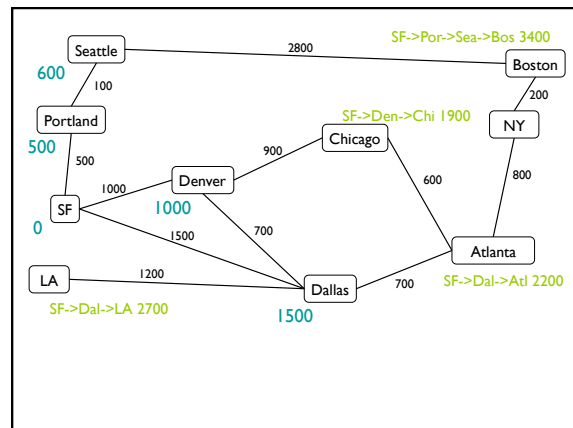 SF->Por->Sea->Bos 3400
Seattle
2800
Boston
600
100
200
Portland
NY
SF->Den->Chi 1900
Chicago
500
500
900
800
Denver
1000
600
SF
1000
0
1500
700
Atlanta
LA
1200
Dallas
700
SF->Dal->Atl 2200
SF->Dal->LA 2700
1500